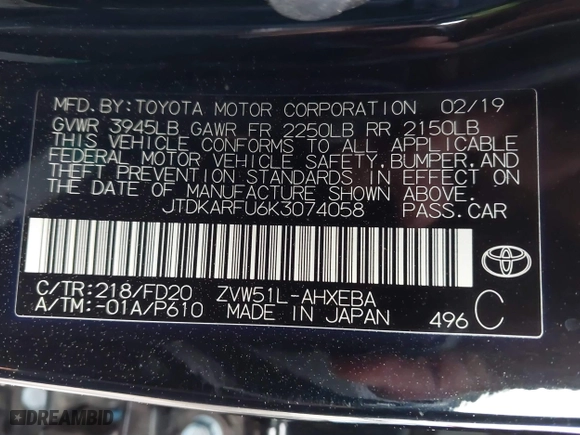 MFD.BY:TOYOTA MOTOR CORPORATION 02/19
GVWR 3945LB GAWR FR 2250LB RR 2150LB
THIS VEHICLE CONFORMS TO ALL APPLICABLE
FEDERAL MOTOR VEHICLE SAFETY,BUMPER,AND
THEFT PREVENTION STANDARDS IN EFFECT ON
THE DATE OF MANUFACTURE SHOWN ABOVE.
JTDKARFU6K3074058 PASS.CAR
C/TR:218/FD20 ZVW51L-AHXEBA
A/TM:-01A/P610 MADE IN JAPAN 496 C
DREAMBID